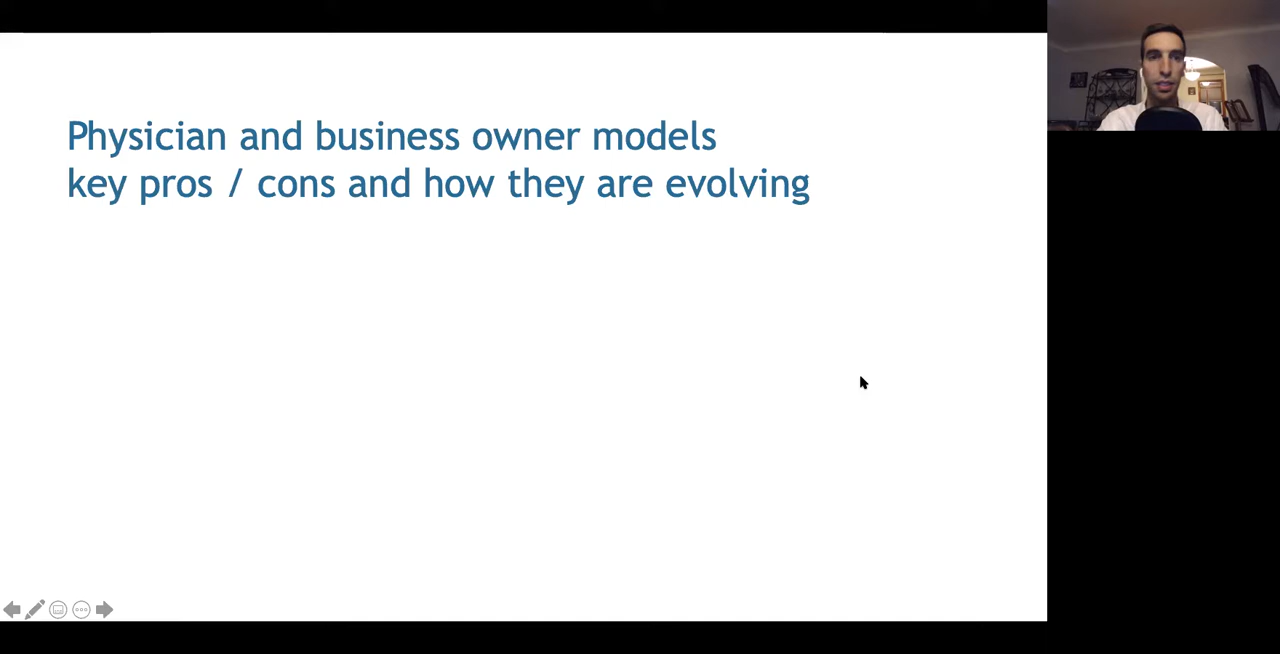 Physician and business owner models
key pros / cons and how they are evolving